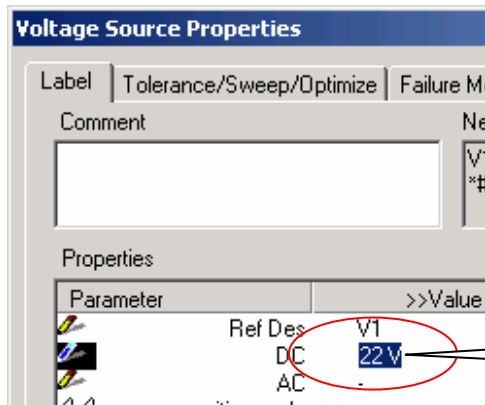 Voltage Source Properties
Label Tolerance/Sweep/Optimize Failure M
Comment Ne
V1
*#
Properties
Parameter >>Value
Ref Des V1
DC 22 V
AC -